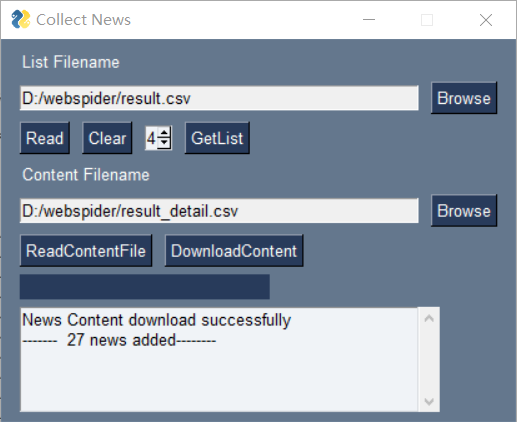 Collect News
List Filename
D:/webspider/result.csv Browse
Read Clear 4 GetList
Content Filename
D:/webspider/result_detail.csv Browse
ReadContentFile DownloadContent
News Content download successfully
------- 27 news added--------